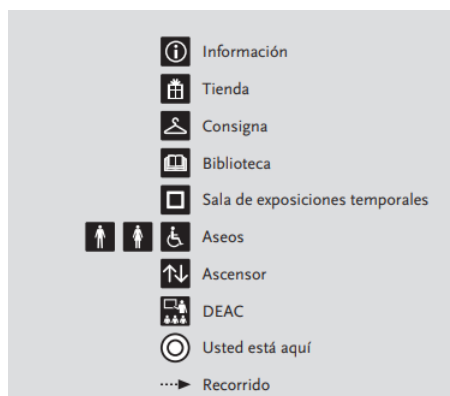 Información
Tienda
Consigna
Biblioteca
Sala de exposiciones temporales
Aseos
Ascensor
DEAC
Usted está aquí
Recorrido